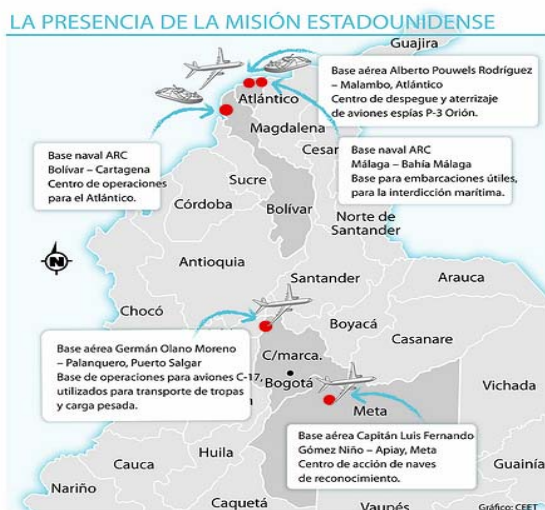 LA PRESENCIA DE LA MISIÓN ESTADOUNIDENSE
Guajira
Base aérea Alberto Pouwels Rodríguez
– Malambo, Atlántico
Centro de despegue y aterrizaje
de aviones espías P-3 Orión.
Atlántico
Magdalena
Cesar
Base naval ARC
Bolívar – Cartagena
Centro de operaciones
para el Atlántico.
Base naval ARC
Málaga – Bahía Málaga
Base para embarcaciones útiles,
para la interdicción marítima.
Sucre
Córdoba
Bolívar
Norte de
Santander
N
Antioquia
Santander
Arauca
Chocó
Boyacá
Casanare
Base aérea Germán Olano Moreno
– Palanquero, Puerto Salgar
Base de operaciones para aviones C-17,
utilizados para transporte de tropas
y carga pesada.
C/marca.
Bogotá
Vichada
Meta
Base aérea Capitán Luis Fernando
Gómez Niño – Apiay, Meta
Centro de acción de naves
de reconocimiento.
Huila
Cauca
Guainía
Nariño
Caquetá
Vaupés
Gráfico: CEET